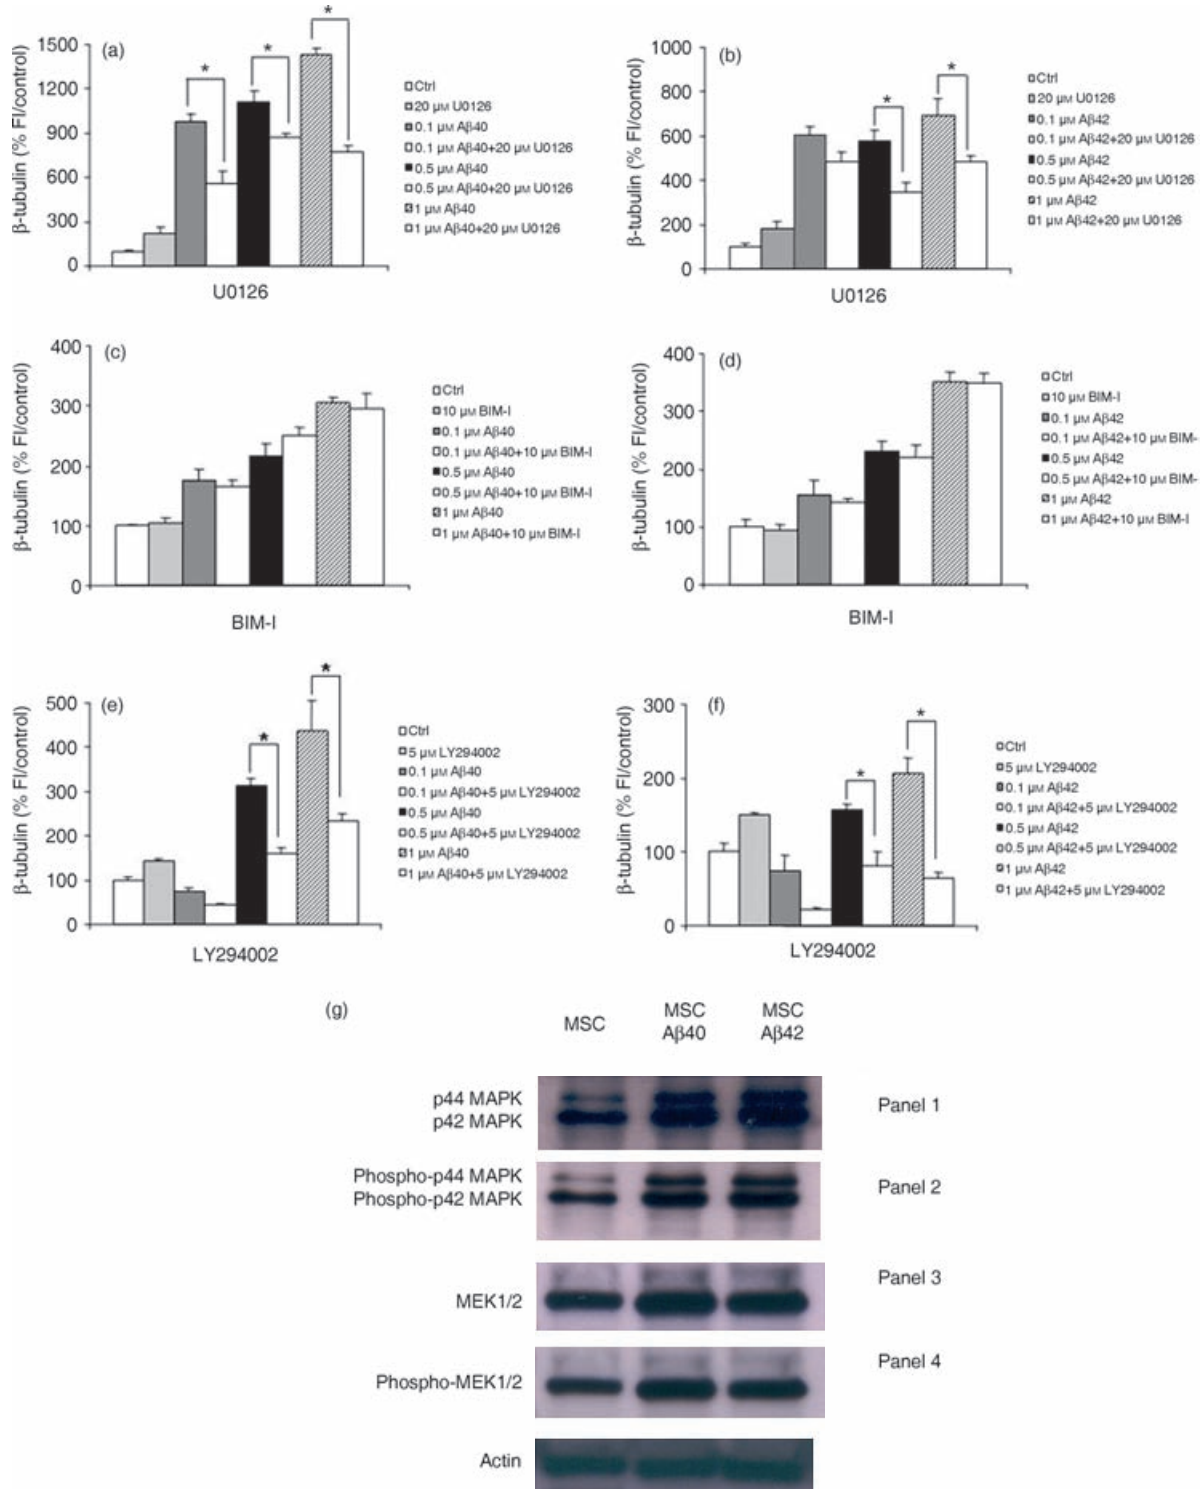 (a)
β-tubulin (% FI/control)
1500
1200
900
600
300
0
*
*
*
U0126
Ctrl
20 μM U0126
0.1 μM Aβ40
0.1 μM Aβ40+20 μM U0126
0.5 μM Aβ40
0.5 μM Aβ40+20 μM U0126
1 μM Aβ40
1 μM Aβ40+20 μM U0126
(b)
β-tubulin (% FI/control)
1000
800
600
400
200
0
*
*
U0126
Ctrl
20 μM U0126
0.1 μM Aβ42
0.1 μM Aβ42+20 μM U0126
0.5 μM Aβ42
0.5 μM Aβ42+20 μM U0126
1 μM Aβ42
1 μM Aβ42+20 μM U0126
(c)
β-tubulin (% FI/control)
400
300
200
100
0
BIM-I
Ctrl
10 μM BIM-I
0.1 μM Aβ40
0.1 μM Aβ40+10 μM BIM-I
0.5 μM Aβ40
0.5 μM Aβ40+10 μM BIM-I
1 μM Aβ40
1 μM Aβ40+10 μM BIM-I
(d)
β-tubulin (% FI/control)
400
300
200
100
0
BIM-I
Ctrl
10 μM BIM-I
0.1 μM Aβ42
0.1 μM Aβ42+10 μM BIM-
0.5 μM Aβ42
0.5 μM Aβ42+10 μM BIM-
1 μM Aβ42
1 μM Aβ42+10 μM BIM-I
(e)
β-tubulin (% FI/control)
500
400
300
200
100
0
*
*
LY294002
Ctrl
5 μM LY294002
0.1 μM Aβ40
0.1 μM Aβ40+5 μM LY294002
0.5 μM Aβ40
0.5 μM Aβ40+5 μM LY294002
1 μM Aβ40
1 μM Aβ40+5 μM LY294002
(f)
β-tubulin (% FI/control)
300
200
100
0
*
*
LY294002
Ctrl
5 μM LY294002
0.1 μM Aβ42
0.1 μM Aβ42+5 μM LY294002
0.5 μM Aβ42
0.5 μM Aβ42+5 μM LY294002
1 μM Aβ42
1 μM Aβ42+5 μM LY294002
(g)
MSC
MSC
Aβ40
MSC
Aβ42
p44 MAPK
p42 MAPK
Panel 1
Phospho-p44 MAPK
Phospho-p42 MAPK
Panel 2
MEK1/2
Panel 3
Phospho-MEK1/2
Panel 4
Actin